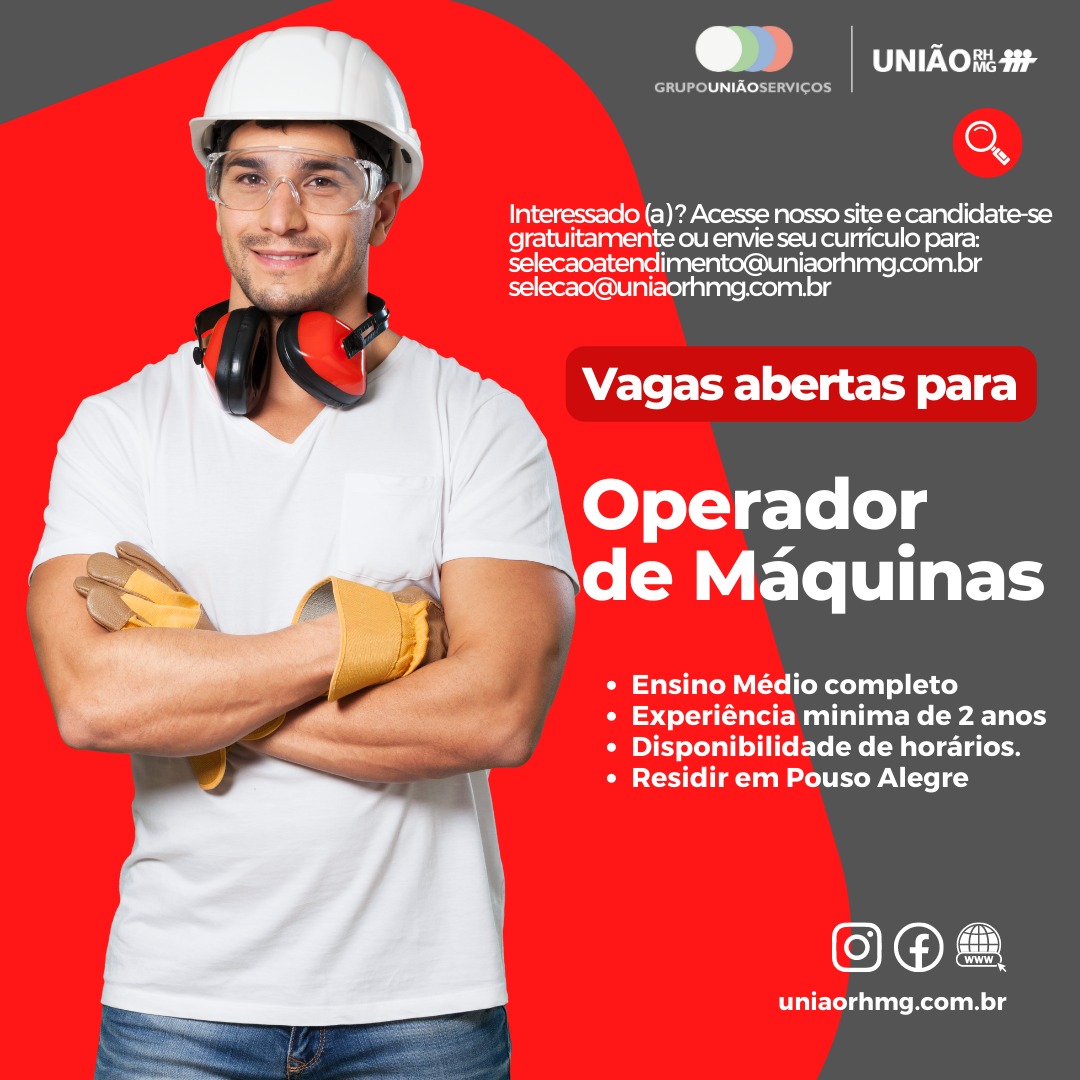 GRUPOUNIÃOSERVIÇOS
UNIÃO RH MG
Interessado (a)? Acesse nosso site e candidate-se
gratuitamente ou envie seu currículo para:
selecaoatendimento@uniaorhmg.com.br
selecao@uniaorhmg.com.br
Vagas abertas para
Operador
de Máquinas
• Ensino Médio completo
• Experiência minima de 2 anos
• Disponibilidade de horários.
• Residir em Pouso Alegre
www
uniaorhmg.com.br